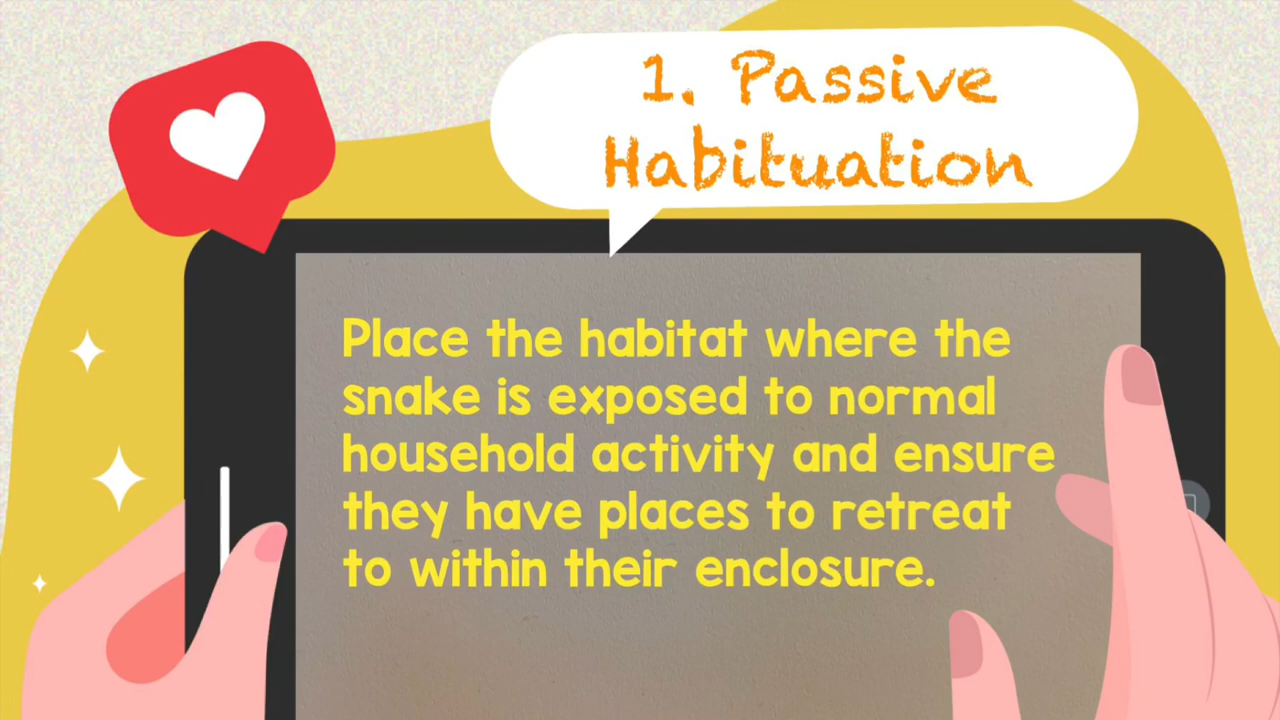 1. Passive
Habituation
Place the habitat where the
snake is exposed to normal
household activity and ensure
they have places to retreat
to within their enclosure.